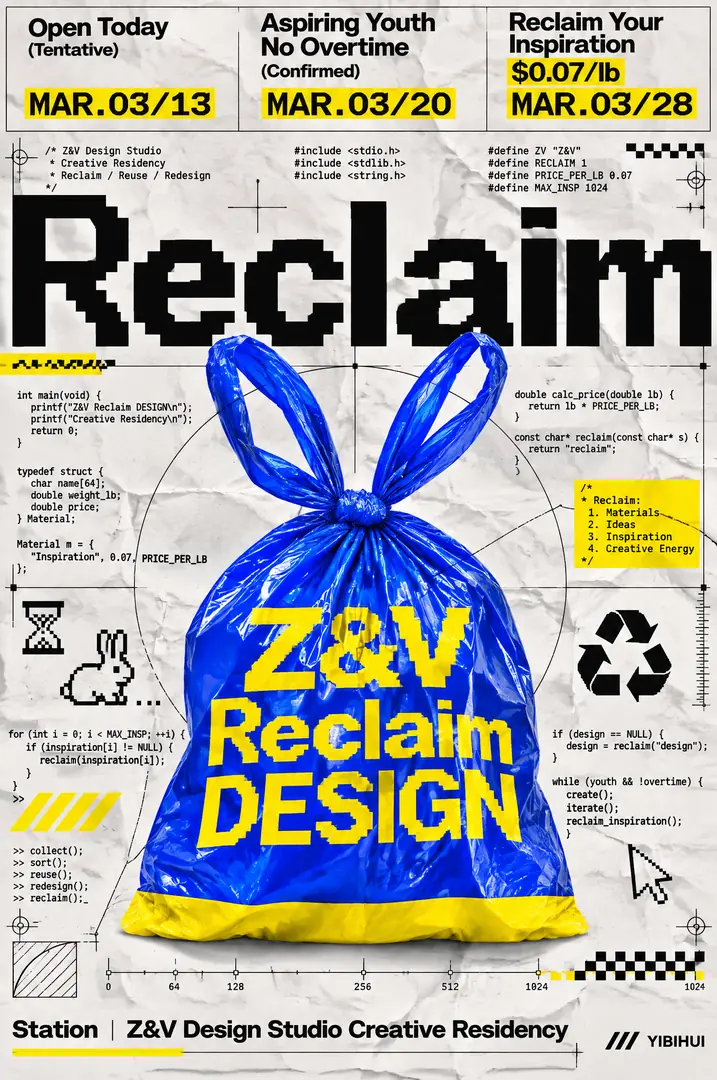 Open Today
(Tentative)
MAR.03/13
Aspiring Youth
No Overtime
(Confirmed)
MAR.03/20
Reclaim Your
Inspiration
$0.07/lb
MAR.03/28
/* Z&V Design Studio
* Creative Residency
* Reclaim / Reuse / Redesign
*/
#include <stdio.h>
#include <stdlib.h>
#include <string.h>
#define ZV "Z&V"
#define RECLAIM 1
#define PRICE_PER_LB 0.07
#define MAX_INSP 1024
Reclaim
int main(void) {
printf("Z&V Reclaim DESIGN\n");
printf("Creative Residency\n");
return 0;
}
typedef struct {
char name[64];
double weight_lb;
double price;
} Material;
Material m = {
"Inspiration", 0.07, PRICE_PER_LB
};
double calc_price(double lb) {
return lb * PRICE_PER_LB;
}
const char* reclaim(const char* s) {
return "reclaim";
}
}
/*
* Reclaim:
1. Materials
2. Ideas
3. Inspiration
4. Creative Energy
*/
Z&V
Reclaim
DESIGN
for (int i = 0; i < MAX_INSP; ++i) {
if (inspiration[i] != NULL) {
reclaim(inspiration[i]);
}
}
>>
>> collect();
>> sort();
>> reuse();
>> redesign();
>> reclaim();_
if (design == NULL) {
design = reclaim("design");
}
while (youth && !overtime) {
create();
iterate();
reclaim_inspiration();
}
0 64 128 256 512 1024 1024
Station | Z&V Design Studio Creative Residency
YIBIHUI